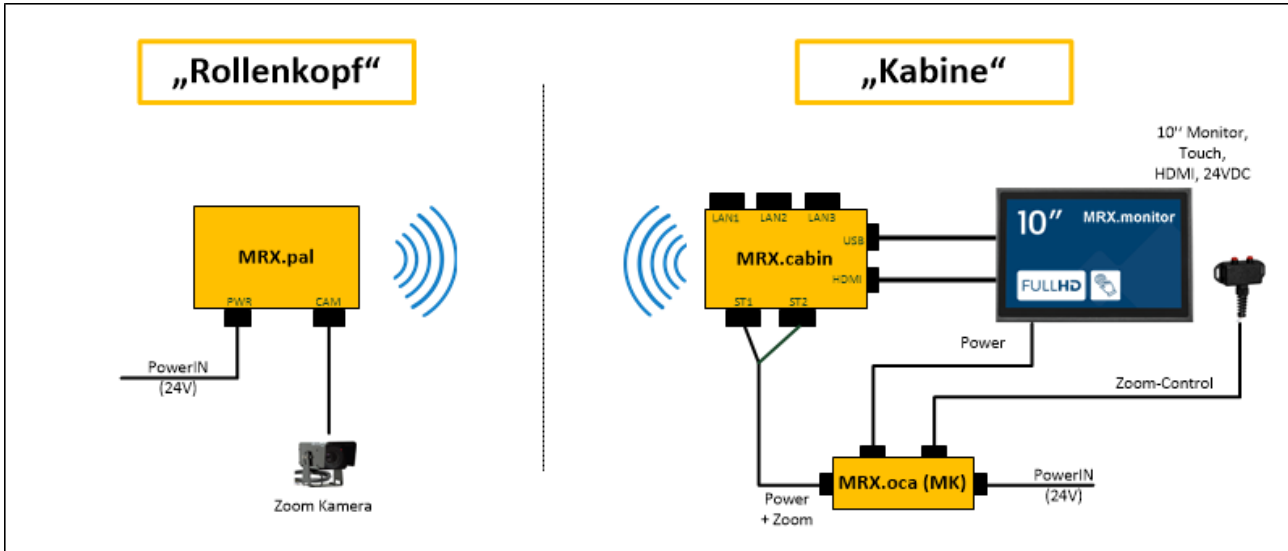 „Rollenkopf“
„Kabine“
10'' Monitor,
Touch,
HDMI, 24VDC
MRX.pal
PWR
CAM
PowerIN
(24V)
Zoom Kamera
LAN1
LAN2
LAN3
USB
MRX.cabin
HDMI
ST1
ST2
10”
MRX.monitor
FULLHD
Power
Zoom-Control
MRX.oca (MK)
Power
+ Zoom
PowerIN
(24V)